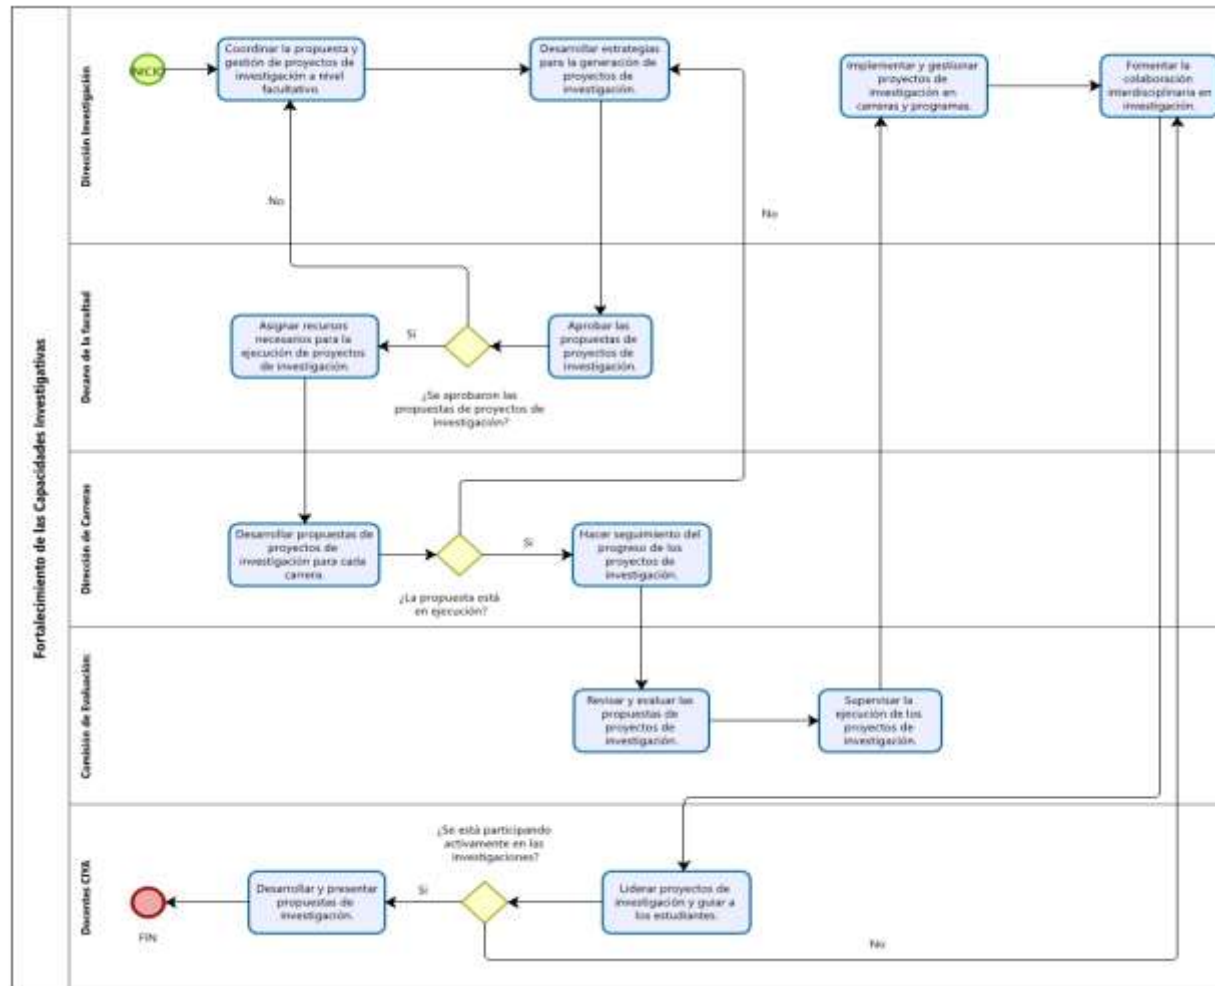 Fortalecimiento de las Capacidades Investigativas
Dirección Investigación
INICIO
Coordinar la propuesta y
gestión de proyectos de
investigación a nivel
facultativo.
Desarrollar estrategias
para la generación de
proyectos de
investigación.
Implementar y gestionar
proyectos de
investigación en
carreras y programas.
Fomentar la
colaboración
interdisciplinaria en
investigación.
No
No
Decano de la facultad
Asignar recursos
necesarios para la
ejecución de proyectos
de investigación.
Si
Aprobar las
propuestas de
proyectos de
investigación.
¿Se aprobaron las
propuestas de proyectos de
investigación?
Dirección de Carreras
Desarrollar propuestas de
proyectos de
investigación para cada
carrera.
Si
Hacer seguimiento del
progreso de los
proyectos de
investigación.
¿La propuesta está
en ejecución?
Comisión de Evaluación:
Revisar y evaluar las
propuestas de
proyectos de
investigación.
Supervisar la
ejecución de los
proyectos de
investigación.
Docentes CIYA
¿Se está participando
activamente en las
investigaciones?
Desarrollar y presentar
propuestas de
investigación.
Si
Liderar proyectos de
investigación y guiar a
los estudiantes.
FIN
No